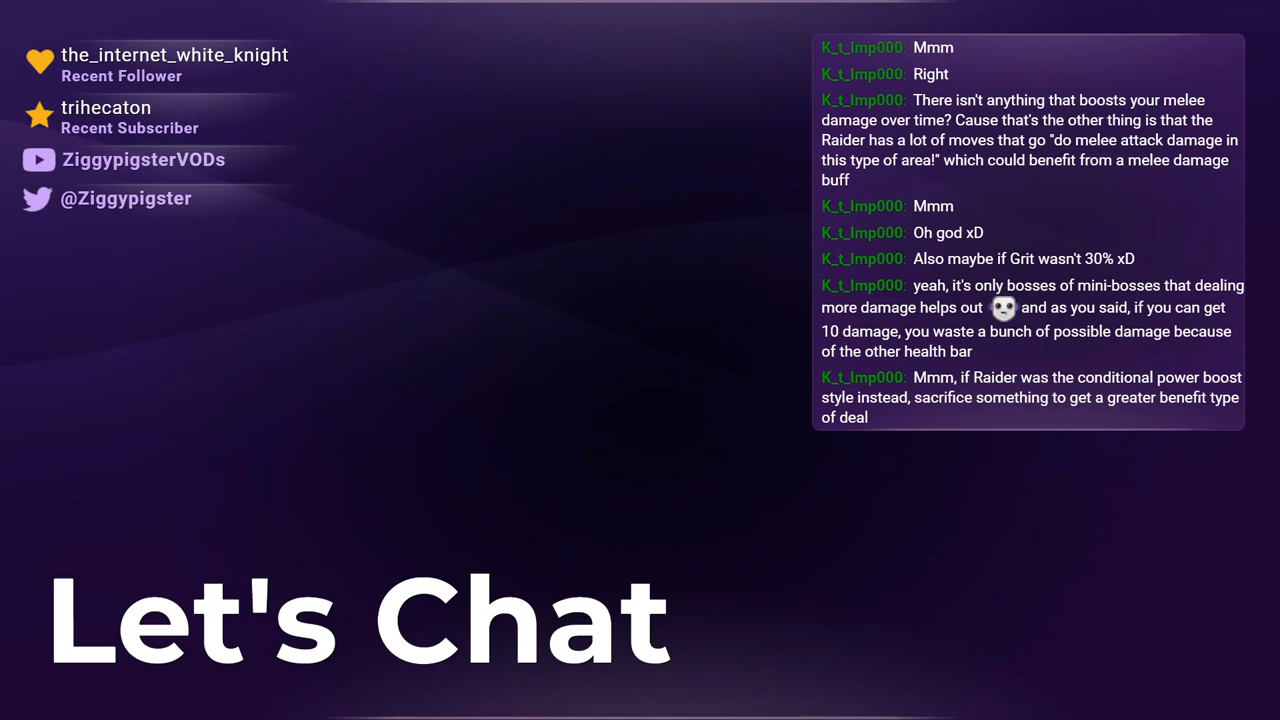 the_internet_white_knight
Recent Follower
trihecaton
Recent Subscriber
ZiggypigsterVODs
@Ziggypigster
K_t_Imp000: Mmm
K_t_Imp000: Right
K_t_Imp000: There isn't anything that boosts your melee
damage over time? Cause that's the other thing is that the
Raider has a lot of moves that go "do melee attack damage in
this type of area!" which could benefit from a melee damage
buff
K_t_Imp000: Mmm
K_t_Imp000: Oh god xD
K_t_Imp000: Also maybe if Grit wasn't 30% xD
K_t_Imp000: yeah, it's only bosses of mini-bosses that dealing
more damage helps out and as you said, if you can get
10 damage, you waste a bunch of possible damage because
of the other health bar
K_t_Imp000: Mmm, if Raider was the conditional power boost
style instead, sacrifice something to get a greater benefit type
of deal
Let's Chat